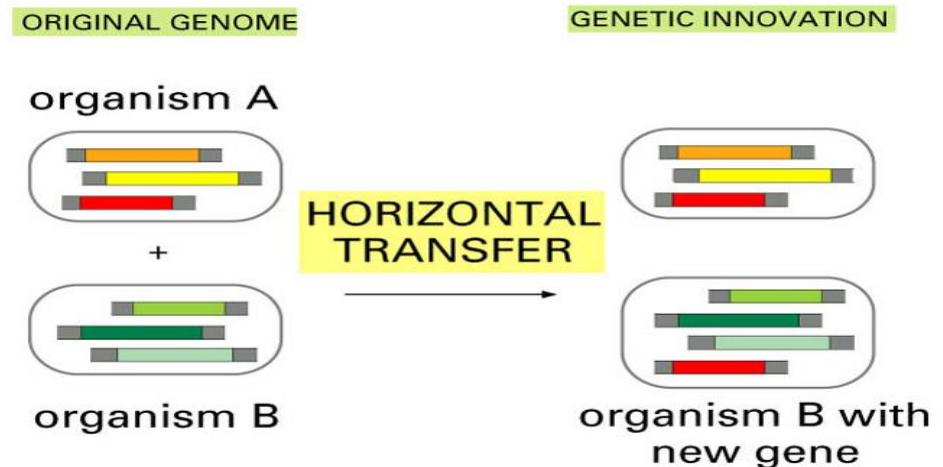 ORIGINAL GENOME
GENETIC INNOVATION
organism A
+
HORIZONTAL
TRANSFER
organism B
organism B with
new gene